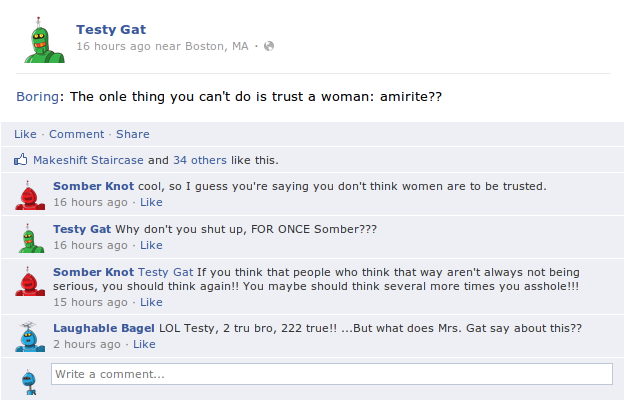 Testy Gat
16 hours ago near Boston, MA ·
Boring: The onle thing you can't do is trust a woman: amirite??
Like · Comment · Share
Makeshift Staircase and 34 others like this.
Somber Knot cool, so I guess you're saying you don't think women are to be trusted.
16 hours ago · Like
Testy Gat Why don't you shut up, FOR ONCE Somber???
16 hours ago · Like
Somber Knot Testy Gat If you think that people who think that way aren't always not being
serious, you should think again!! You maybe should think several more times you asshole!!!
15 hours ago · Like
Laughable Bagel LOL Testy, 2 tru bro, 222 true!! ...But what does Mrs. Gat say about this??
2 hours ago · Like
Write a comment...